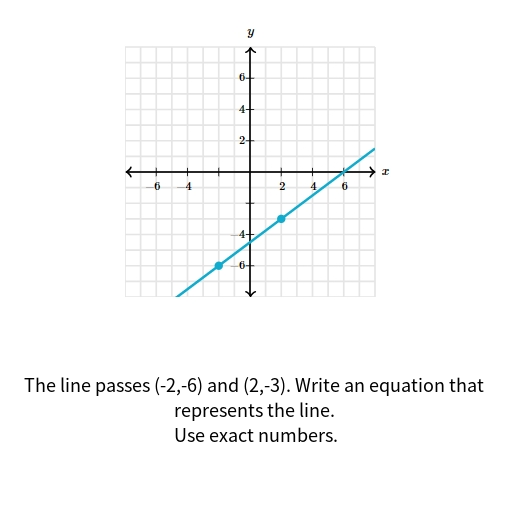 y
6
4
2
x
-6 -4 2 4 6
-4
-6
The line passes (-2,-6) and (2,-3). Write an equation that
represents the line.
Use exact numbers.